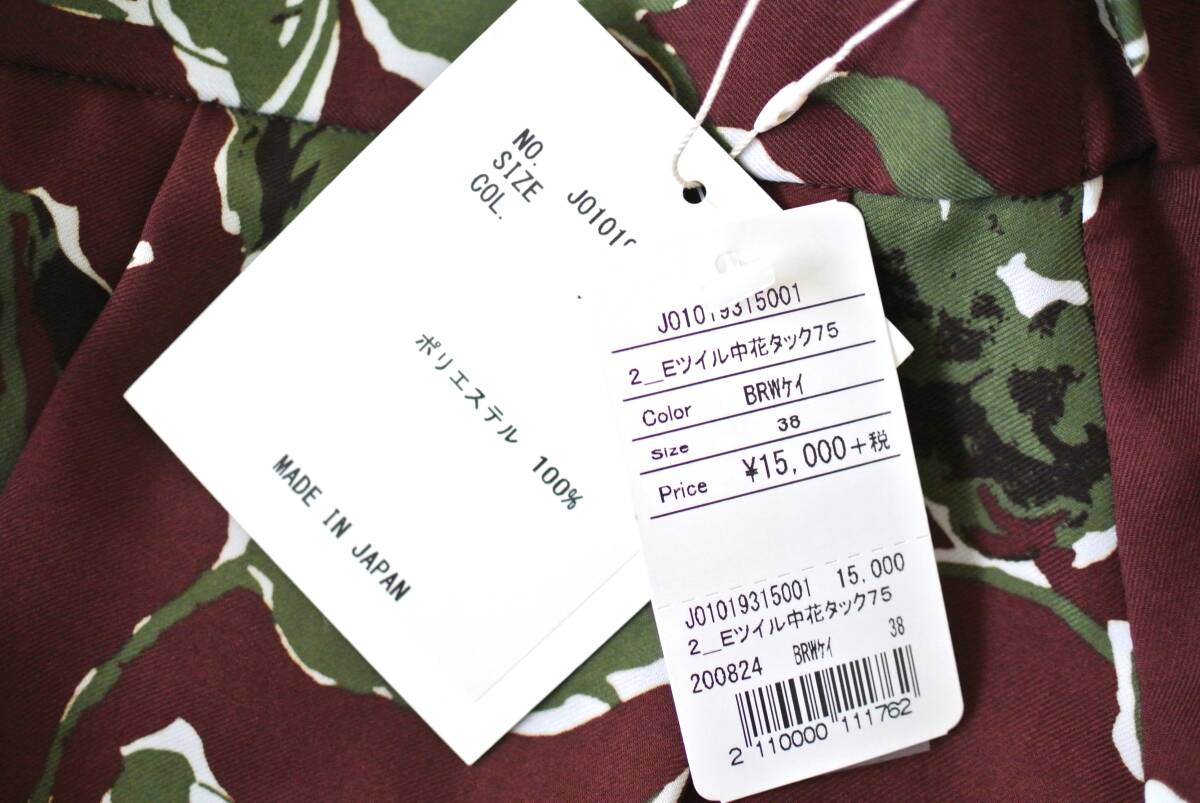 NO. J0101
SIZE
COL.
ポリエステル 100%
MADE IN JAPAN
J01019315001
2＿Eツイル中花タック75
Color BRWｹｲ
Size 38
Price ¥15,000+税
J01019315001 15,000
2＿Eツイル中花タック75
200824 BRWｹｲ 38
2 110000 111762